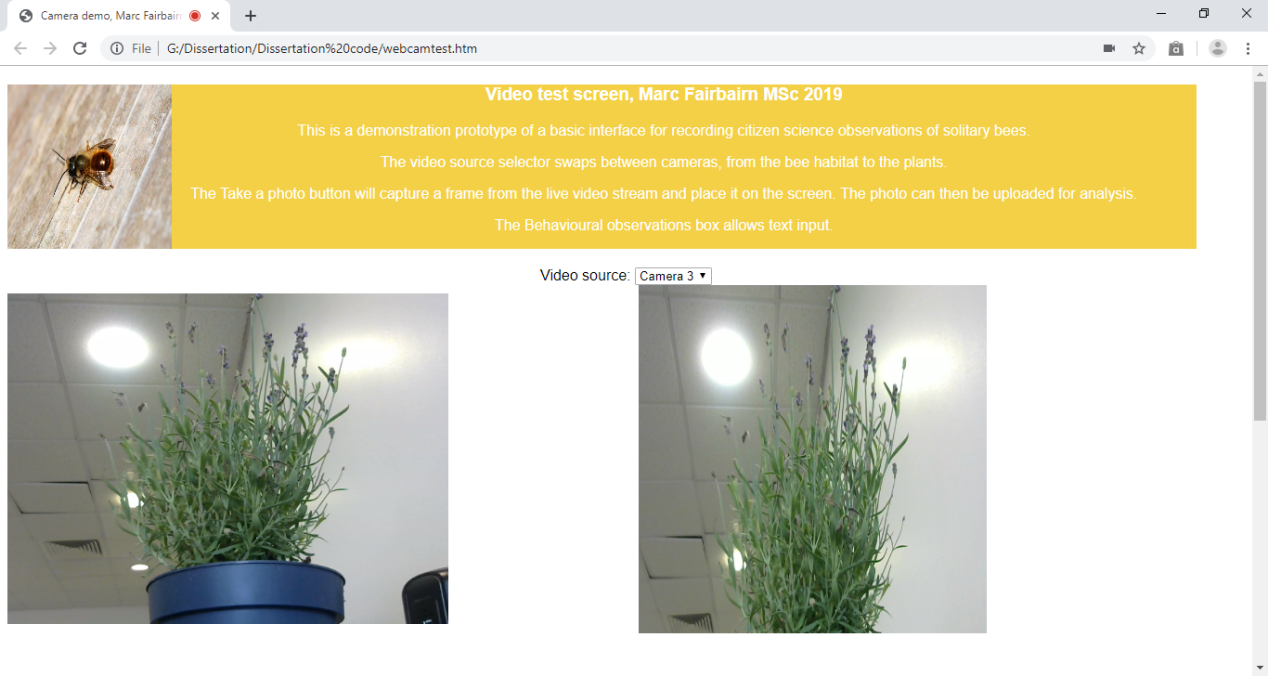 Camera demo, Marc Fairbairn
File
G:/Dissertation/Dissertation%20code/webcamtest.htm
Video test screen, Marc Fairbairn MSc 2019
This is a demonstration prototype of a basic interface for recording citizen science observations of solitary bees.
The video source selector swaps between cameras, from the bee habitat to the plants.
The Take a photo button will capture a frame from the live video stream and place it on the screen. The photo can then be uploaded for analysis.
The Behavioural observations box allows text input.
Video source: Camera 3